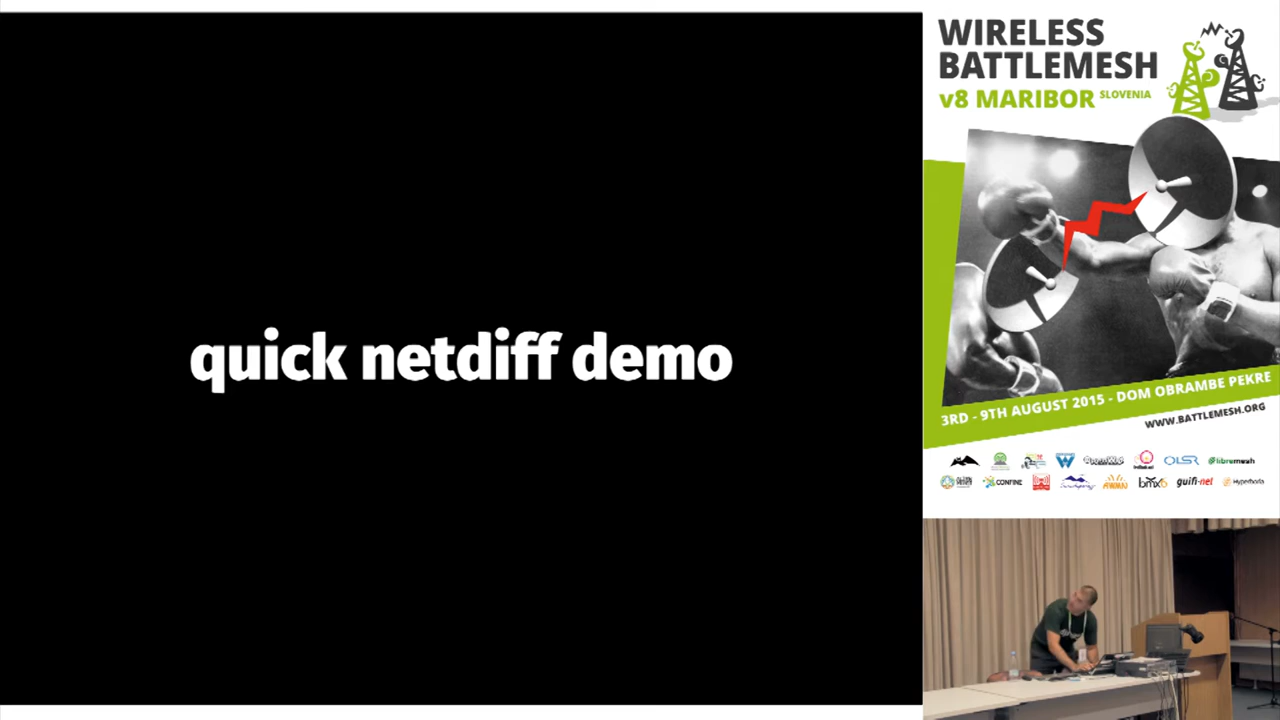 quick netdiff demo
WIRELESS
BATTLEMESH
v8 MARIBOR SLOVENIA
3RD - 9TH AUGUST 2015 - DOM OBRAMBE PEKRE
WWW.BATTLEMESH.ORG
OLSR
libremesh
CONFINE
bmx6
guifi·net
Hyperboria